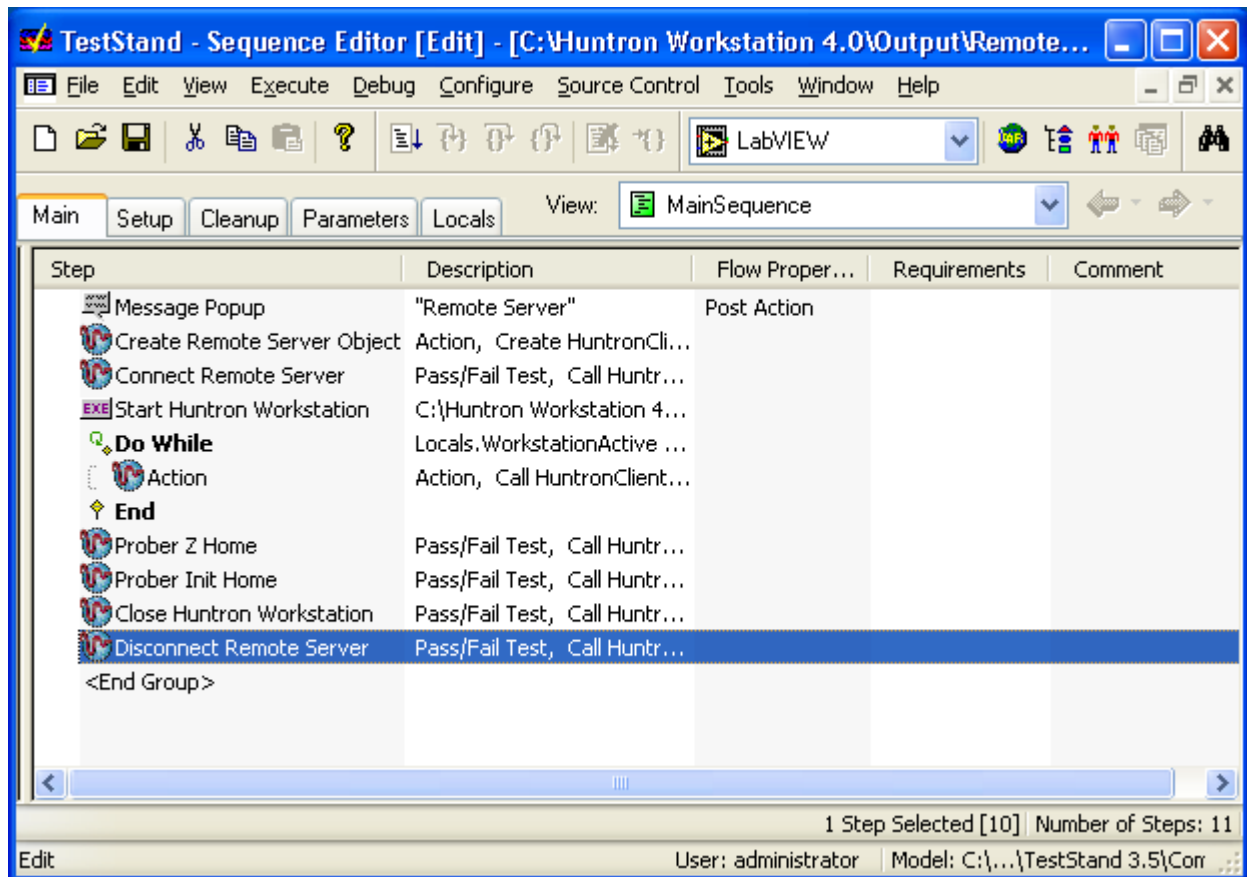 TestStand - Sequence Editor [Edit] - [C:\Huntron Workstation 4.0\Output\Remote...
File Edit View Execute Debug Configure Source Control Tools Window Help
LabVIEW
Main Setup Cleanup Parameters Locals View: MainSequence
Step Description Flow Proper... Requirements Comment
Message Popup "Remote Server" Post Action
Create Remote Server Object Action, Create HuntronCli...
Connect Remote Server Pass/Fail Test, Call Huntr...
EXE Start Huntron Workstation C:\Huntron Workstation 4...
Do While Locals.WorkstationActive ...
Action Action, Call HuntronClient...
End
Prober Z Home Pass/Fail Test, Call Huntr...
Prober Init Home Pass/Fail Test, Call Huntr...
Close Huntron Workstation Pass/Fail Test, Call Huntr...
Disconnect Remote Server Pass/Fail Test, Call Huntr...
<End Group>
1 Step Selected [10] Number of Steps: 11
Edit User: administrator Model: C:\...\TestStand 3.5\Com